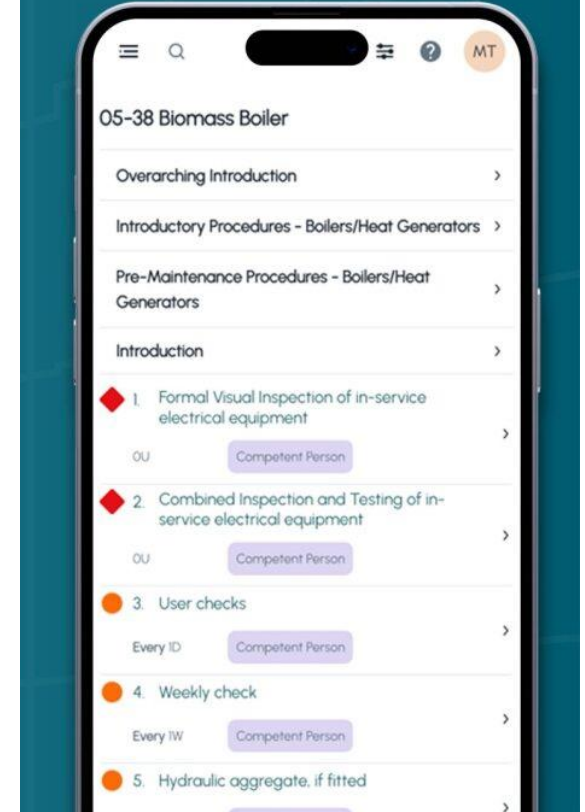 MT
05-38 Biomass Boiler
Overarching Introduction
Introductory Procedures - Boilers/Heat Generators
Pre-Maintenance Procedures - Boilers/Heat
Generators
Introduction
1. Formal Visual Inspection of in-service
electrical equipment
0U Competent Person
2. Combined Inspection and Testing of in-
service electrical equipment
0U Competent Person
3. User checks
Every 1D Competent Person
4. Weekly check
Every 1W Competent Person
5. Hydraulic aggregate, if fitted